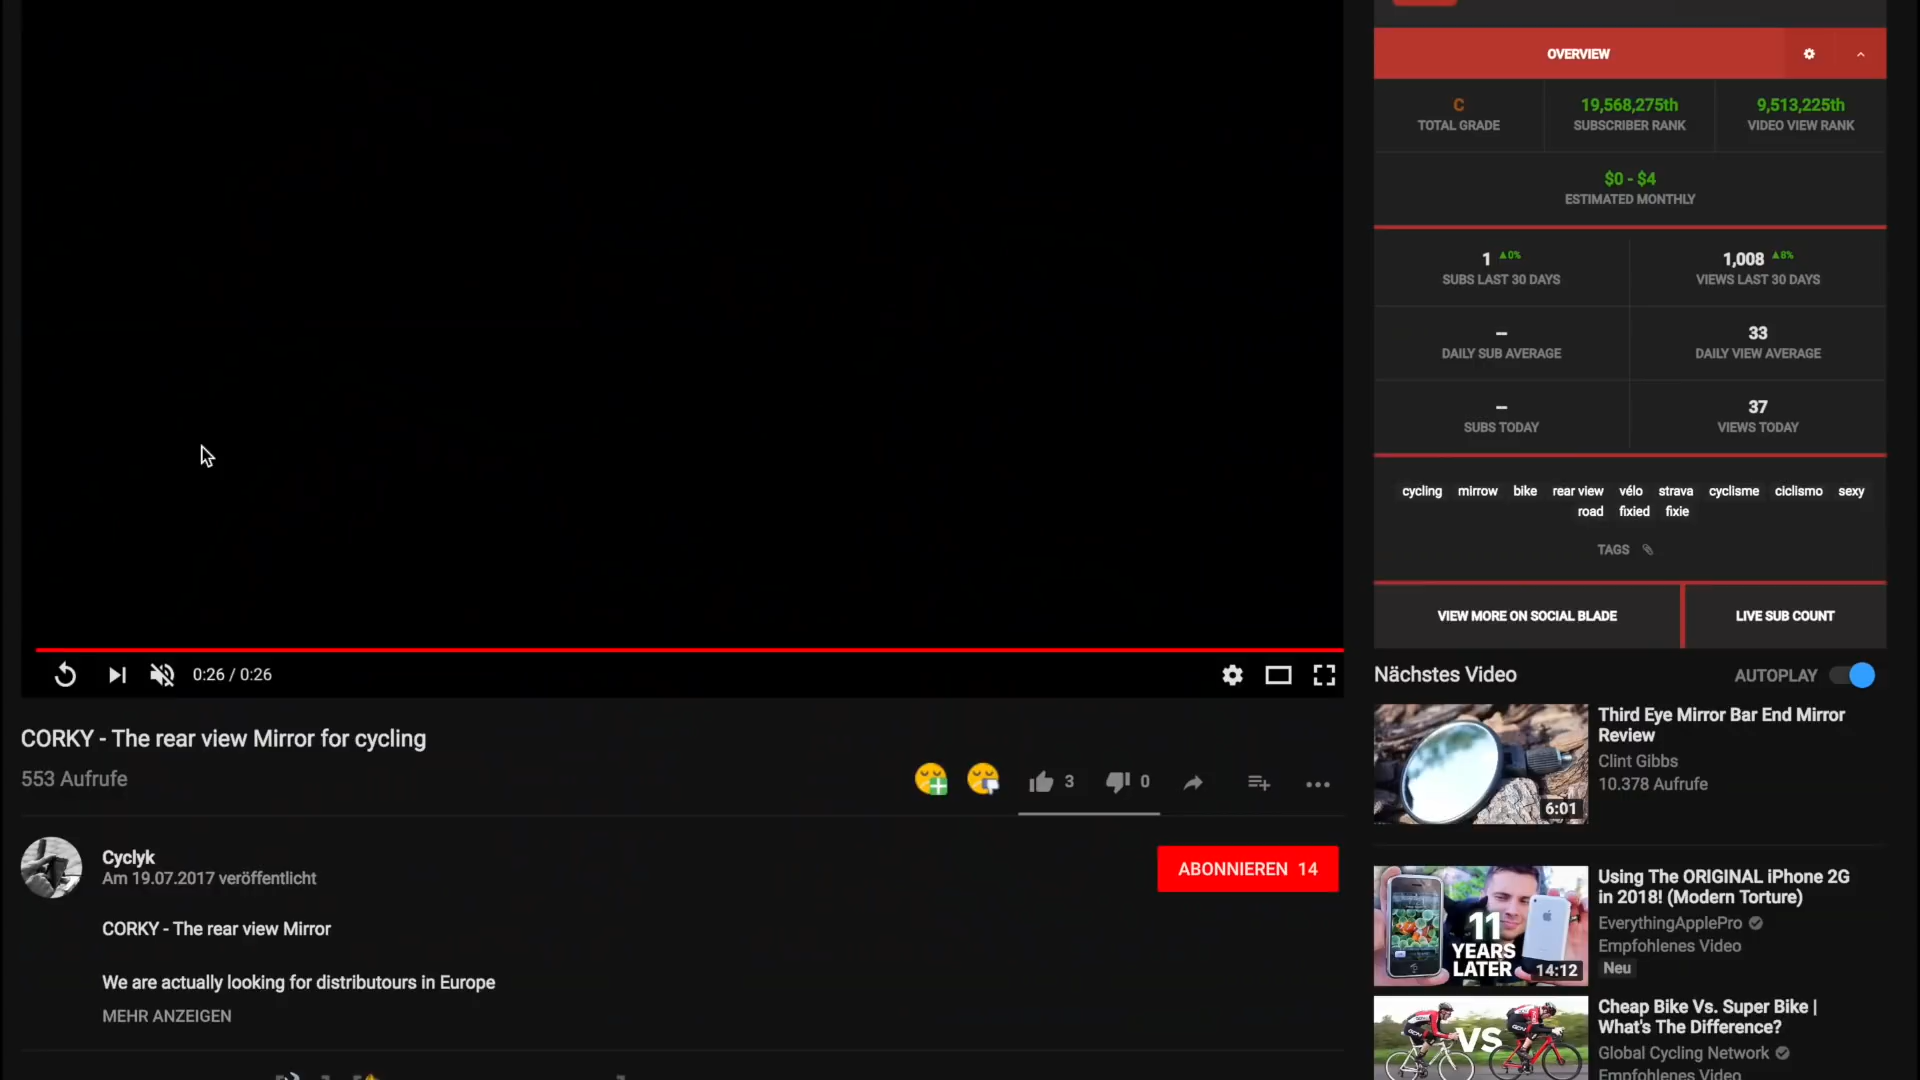 OVERVIEW
C
TOTAL GRADE
19,568,275th
SUBSCRIBER RANK
9,513,225th
VIDEO VIEW RANK
$0 - $4
ESTIMATED MONTHLY
1 ▲0%
SUBS LAST 30 DAYS
1,008 ▲8%
VIEWS LAST 30 DAYS
--
DAILY SUB AVERAGE
33
DAILY VIEW AVERAGE
--
SUBS TODAY
37
VIEWS TODAY
cycling mirrow bike rear view vélo strava cyclisme ciclismo sexy
road fixied fixie
TAGS
VIEW MORE ON SOCIAL BLADE
LIVE SUB COUNT
0:26 / 0:26
CORKY - The rear view Mirror for cycling
553 Aufrufe
3
0
Cyclyk
Am 19.07.2017 veröffentlicht
ABONNIEREN 14
CORKY - The rear view Mirror
We are actually looking for distributours in Europe
MEHR ANZEIGEN
Nächstes Video
AUTOPLAY
6:01
Third Eye Mirror Bar End Mirror
Review
Clint Gibbs
10.378 Aufrufe
11
YEARS
LATER
14:12
Using The ORIGINAL iPhone 2G
in 2018! (Modern Torture)
EverythingApplePro
Empfohlenes Video
Neu
VS
Cheap Bike Vs. Super Bike |
What's The Difference?
Global Cycling Network
Empfohlenes Video